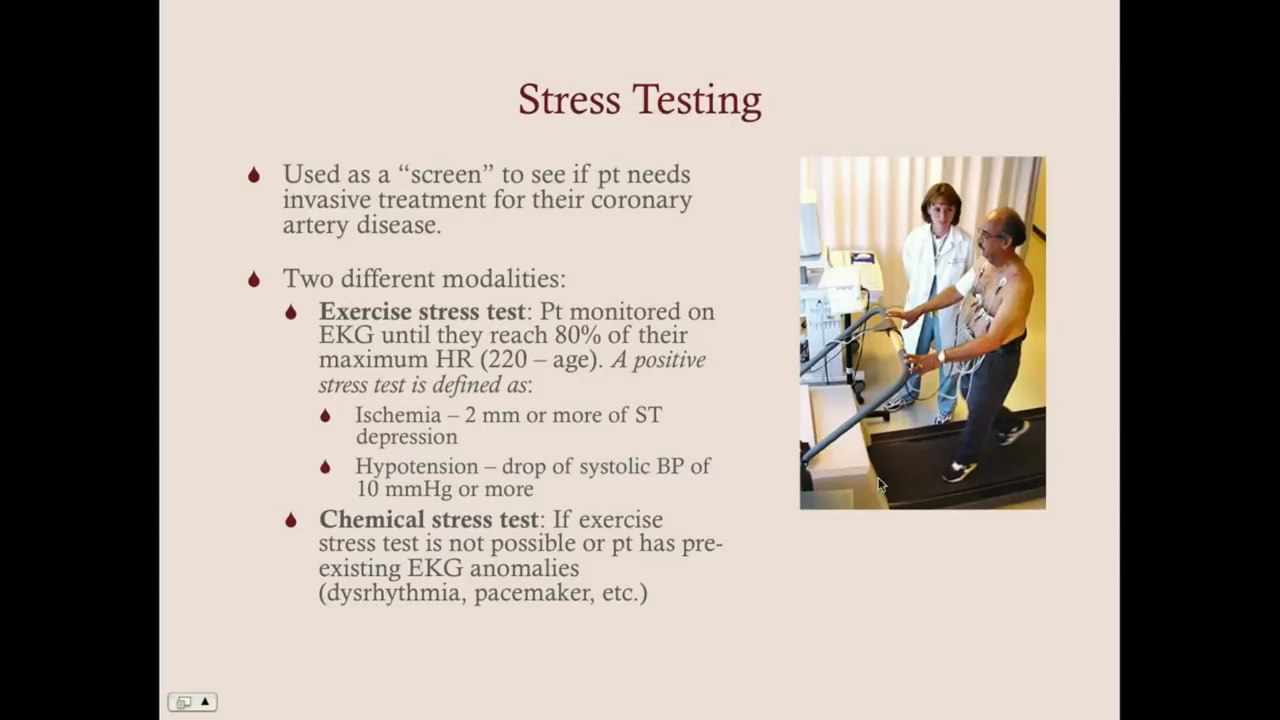 Stress Testing
Used as a “screen” to see if pt needs
invasive treatment for their coronary
artery disease.
Two different modalities:
Exercise stress test: Pt monitored on
EKG until they reach 80% of their
maximum HR (220 – age). A positive
stress test is defined as:
Ischemia – 2 mm or more of ST
depression
Hypotension – drop of systolic BP of
10 mmHg or more
Chemical stress test: If exercise
stress test is not possible or pt has pre-
existing EKG anomalies
(dysrhythmia, pacemaker, etc.)